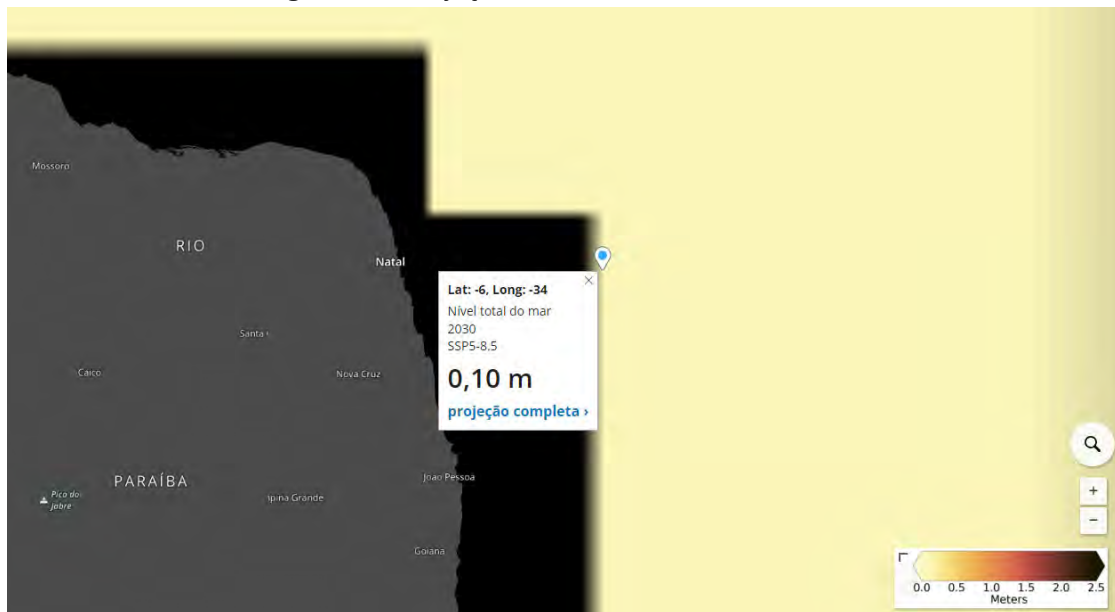 Mossoro
RIO
Natal
Lat: -6, Long: -34
Nível total do mar
2030
SSP5-8.5
0,10 m
projeção completa ›
Santa
Caico
Nova Cruz
PARAÍBA
Joao Pessoa
Pico do
Jabre
ipina Grande
Goiana
+
−
0.0 0.5 1.0 1.5 2.0 2.5
Meters